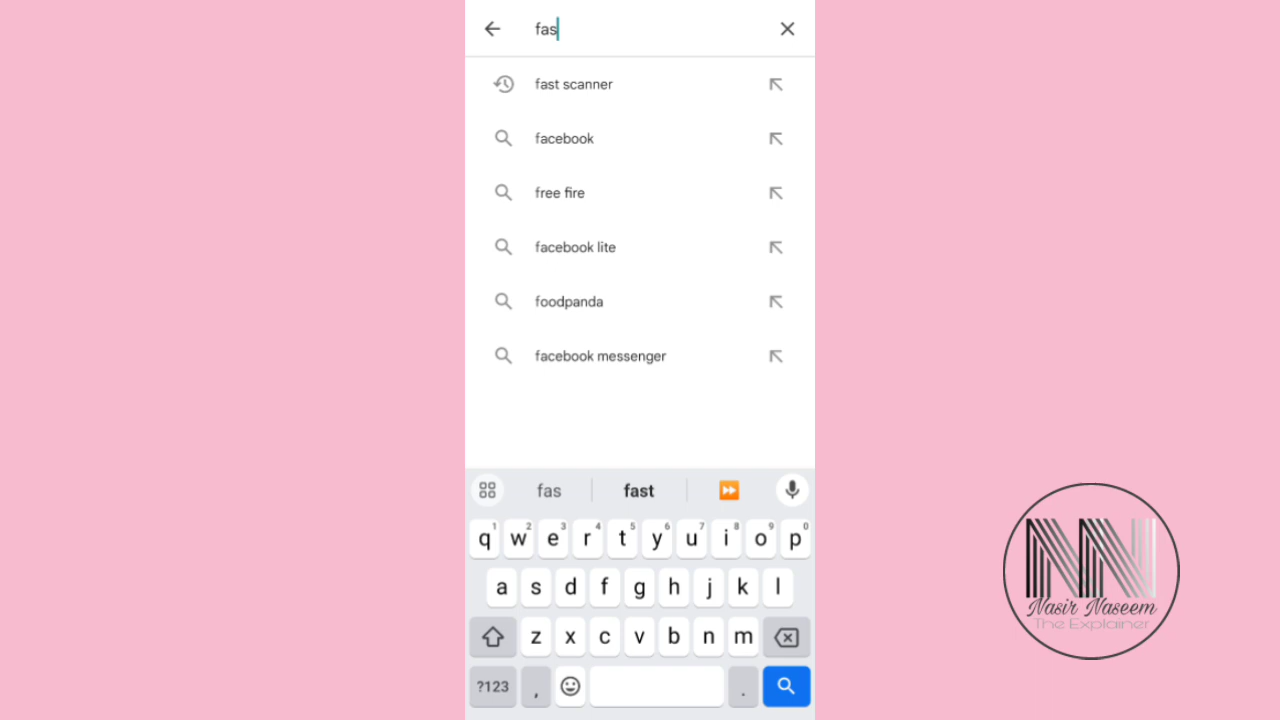 fas
fast scanner
facebook
free fire
facebook lite
foodpanda
facebook messenger
fas fast
q1 w2 e3 r4 t5 y6 u7 i8 o9 p0
a s d f g h j k l
z x c v b n m
?123 , .
NN
Nasir Naseem
The Explainer